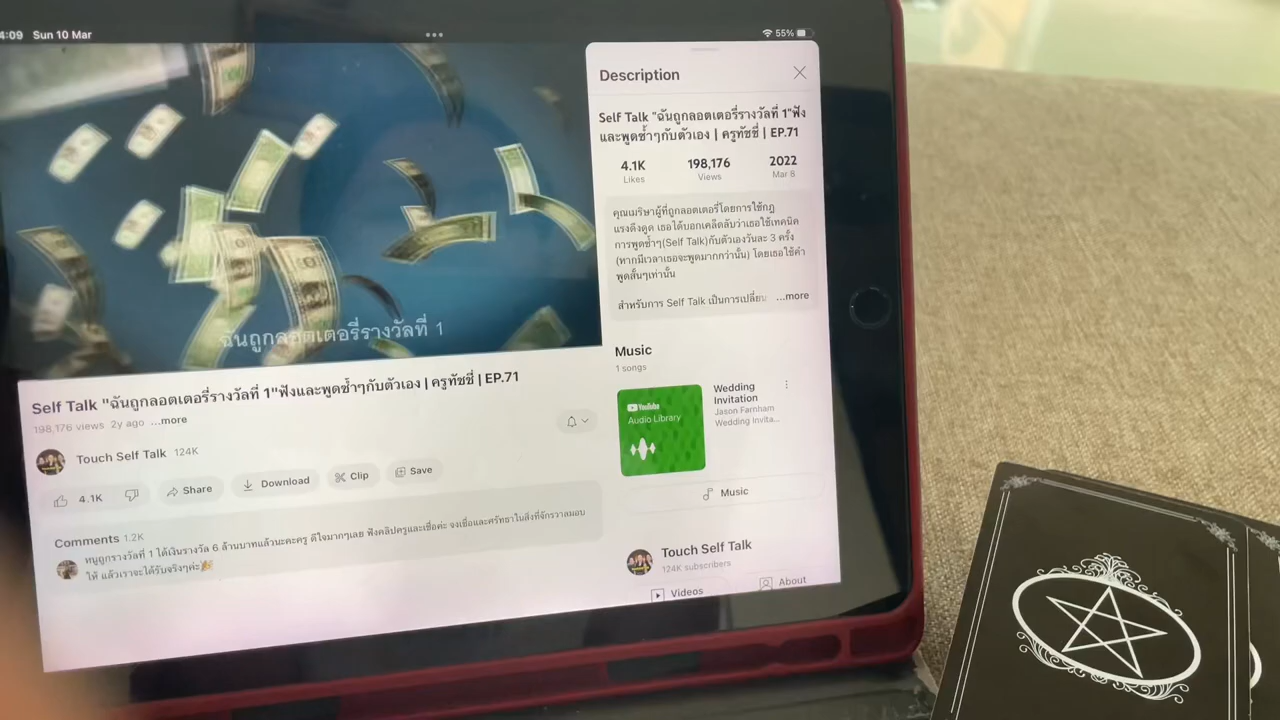 4:09 Sun 10 Mar
55%
ฉันถูกลอตเตอรี่รางวัลที่ 1
Self Talk "ฉันถูกลอตเตอรี่รางวัลที่ 1"ฟังและพูดซ้ำๆกับตัวเอง | ครูทัชชี่ | EP.71
198,176 views 2y ago ...more
Touch Self Talk 124K
4.1K Share Download Clip Save
Comments 1.2K
หนูถูกรางวัลที่ 1 ได้เงินรางวัล 6 ล้านบาทแล้วนะคะครู ดีใจมากๆเลย ฟังคลิปครูและเชื่อค่ะ จงเชื่อและศรัทธาในสิ่งที่จักรวาลมอบ
ให้ แล้วเราจะได้รับจริงๆค่ะ🎉
Description
Self Talk "ฉันถูกลอตเตอรี่รางวัลที่ 1"ฟัง
และพูดซ้ำๆกับตัวเอง | ครูทัชชี่ | EP.71
4.1K 198,176 2022
Likes Views Mar 8
คุณเมริษาผู้ที่ถูกลอตเตอรี่โดยการใช้กฎ
แรงดึงดูด เธอได้บอกเคล็ดลับว่าเธอใช้เทคนิค
การพูดซ้ำๆ(Self Talk)กับตัวเองวันละ 3 ครั้ง
(หากมีเวลาเธอจะพูดมากกว่านั้น) โดยเธอใช้คำ
พูดสั้นๆเท่านั้น
สำหรับการ Self Talk เป็นการเปลี่ยน ...more
Music
1 songs
YouTube
Audio Library
Wedding
Invitation
Jason Farnham
Wedding Invita...
Music
Touch Self Talk
124K subscribers
Videos About